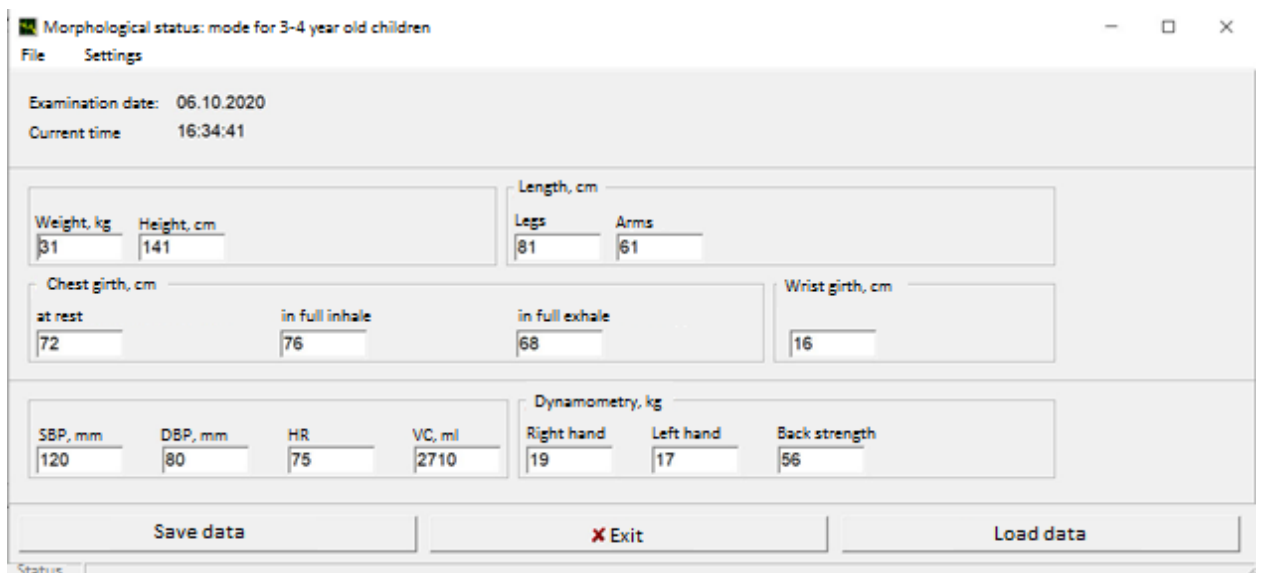 Morphological status: mode for 3-4 year old children
File Settings
Examination date: 06.10.2020
Current time 16:34:41
Length, cm
Weight, kg Height, cm Legs Arms
31 141 81 61
Chest girth, cm Wrist girth, cm
at rest in full inhale in full exhale
72 76 68 16
Dynamometry, kg
SBP, mm DBP, mm HR VC, ml Right hand Left hand Back strength
120 80 75 2710 19 17 56
Save data Exit Load data
Status